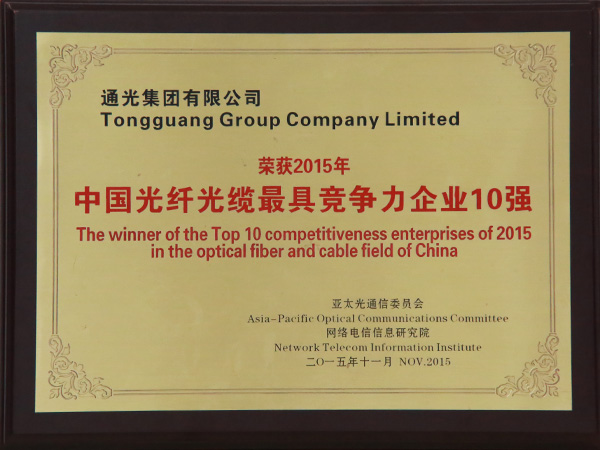 通光集团有限公司
Tongguang Group Company Limited
荣获2015年
中国光纤光缆最具竞争力企业10强
The winner of the Top 10 competitiveness enterprises of 2015
in the optical fiber and cable field of China
亚太光通信委员会
Asia-Pacific Optical Communications Committee
网络电信信息研究院
Network Telecom Information Institute
二〇一五年十一月 NOV.2015